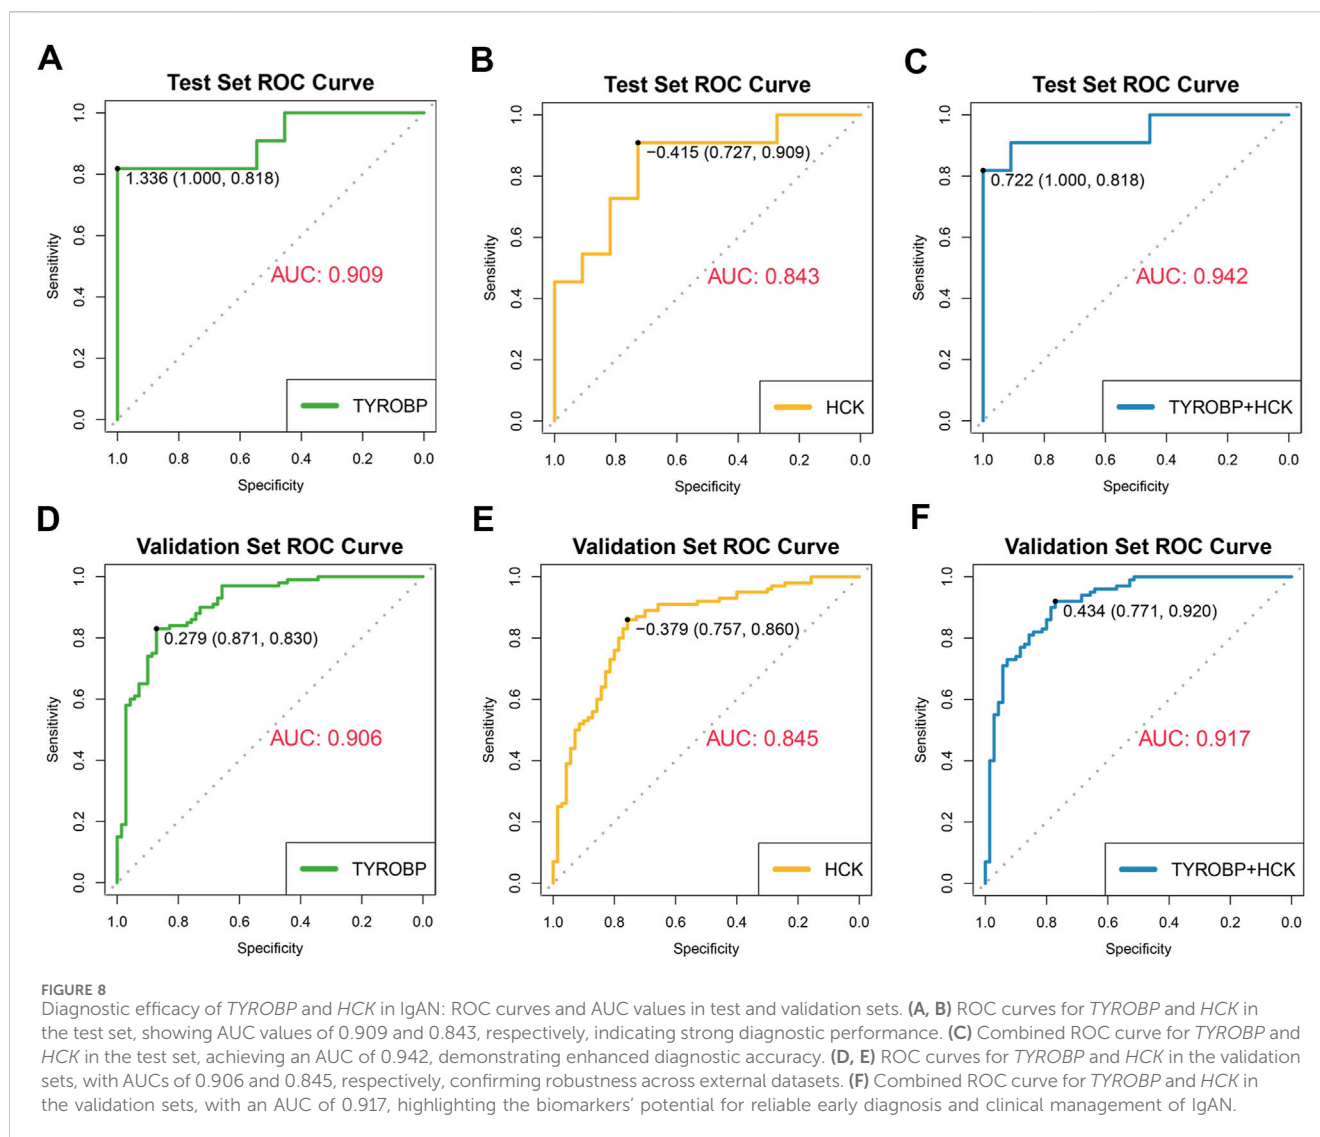 A
Test Set ROC Curve
1.0
0.8
0.6
0.4
0.2
0.0
Sensitivity
1.336 (1.000, 0.818)
AUC: 0.909
TYROBP
1.0 0.8 0.6 0.4 0.2 0.0
Specificity
B
Test Set ROC Curve
1.0
0.8
0.6
0.4
0.2
0.0
Sensitivity
−0.415 (0.727, 0.909)
AUC: 0.843
HCK
1.0 0.8 0.6 0.4 0.2 0.0
Specificity
C
Test Set ROC Curve
1.0
0.8
0.6
0.4
0.2
0.0
Sensitivity
0.722 (1.000, 0.818)
AUC: 0.942
TYROBP+HCK
1.0 0.8 0.6 0.4 0.2 0.0
Specificity
D
Validation Set ROC Curve
1.0
0.8
0.6
0.4
0.2
0.0
Sensitivity
0.279 (0.871, 0.830)
AUC: 0.906
TYROBP
1.0 0.8 0.6 0.4 0.2 0.0
Specificity
E
Validation Set ROC Curve
1.0
0.8
0.6
0.4
0.2
0.0
Sensitivity
−0.379 (0.757, 0.860)
AUC: 0.845
HCK
1.0 0.8 0.6 0.4 0.2 0.0
Specificity
F
Validation Set ROC Curve
1.0
0.8
0.6
0.4
0.2
0.0
Sensitivity
0.434 (0.771, 0.920)
AUC: 0.917
TYROBP+HCK
1.0 0.8 0.6 0.4 0.2 0.0
Specificity
FIGURE 8
Diagnostic efficacy of TYROBP and HCK in IgAN: ROC curves and AUC values in test and validation sets. (A, B) ROC curves for TYROBP and HCK in
the test set, showing AUC values of 0.909 and 0.843, respectively, indicating strong diagnostic performance. (C) Combined ROC curve for TYROBP and
HCK in the test set, achieving an AUC of 0.942, demonstrating enhanced diagnostic accuracy. (D, E) ROC curves for TYROBP and HCK in the validation
sets, with AUCs of 0.906 and 0.845, respectively, confirming robustness across external datasets. (F) Combined ROC curve for TYROBP and HCK in
the validation sets, with an AUC of 0.917, highlighting the biomarkers' potential for reliable early diagnosis and clinical management of IgAN.